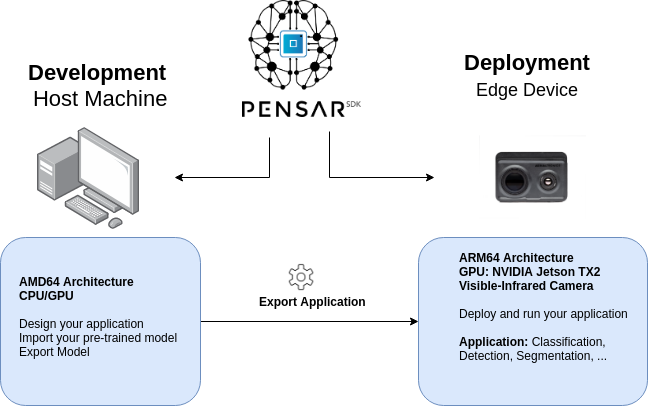 PENSAR SDK
Development
Host Machine
Deployment
Edge Device
AMD64 Architecture
CPU/GPU
Design your application
Import your pre-trained model
Export Model
Export Application
ARM64 Architecture
GPU: NVIDIA Jetson TX2
Visible-Infrared Camera
Deploy and run your application
Application: Classification,
Detection, Segmentation, ...